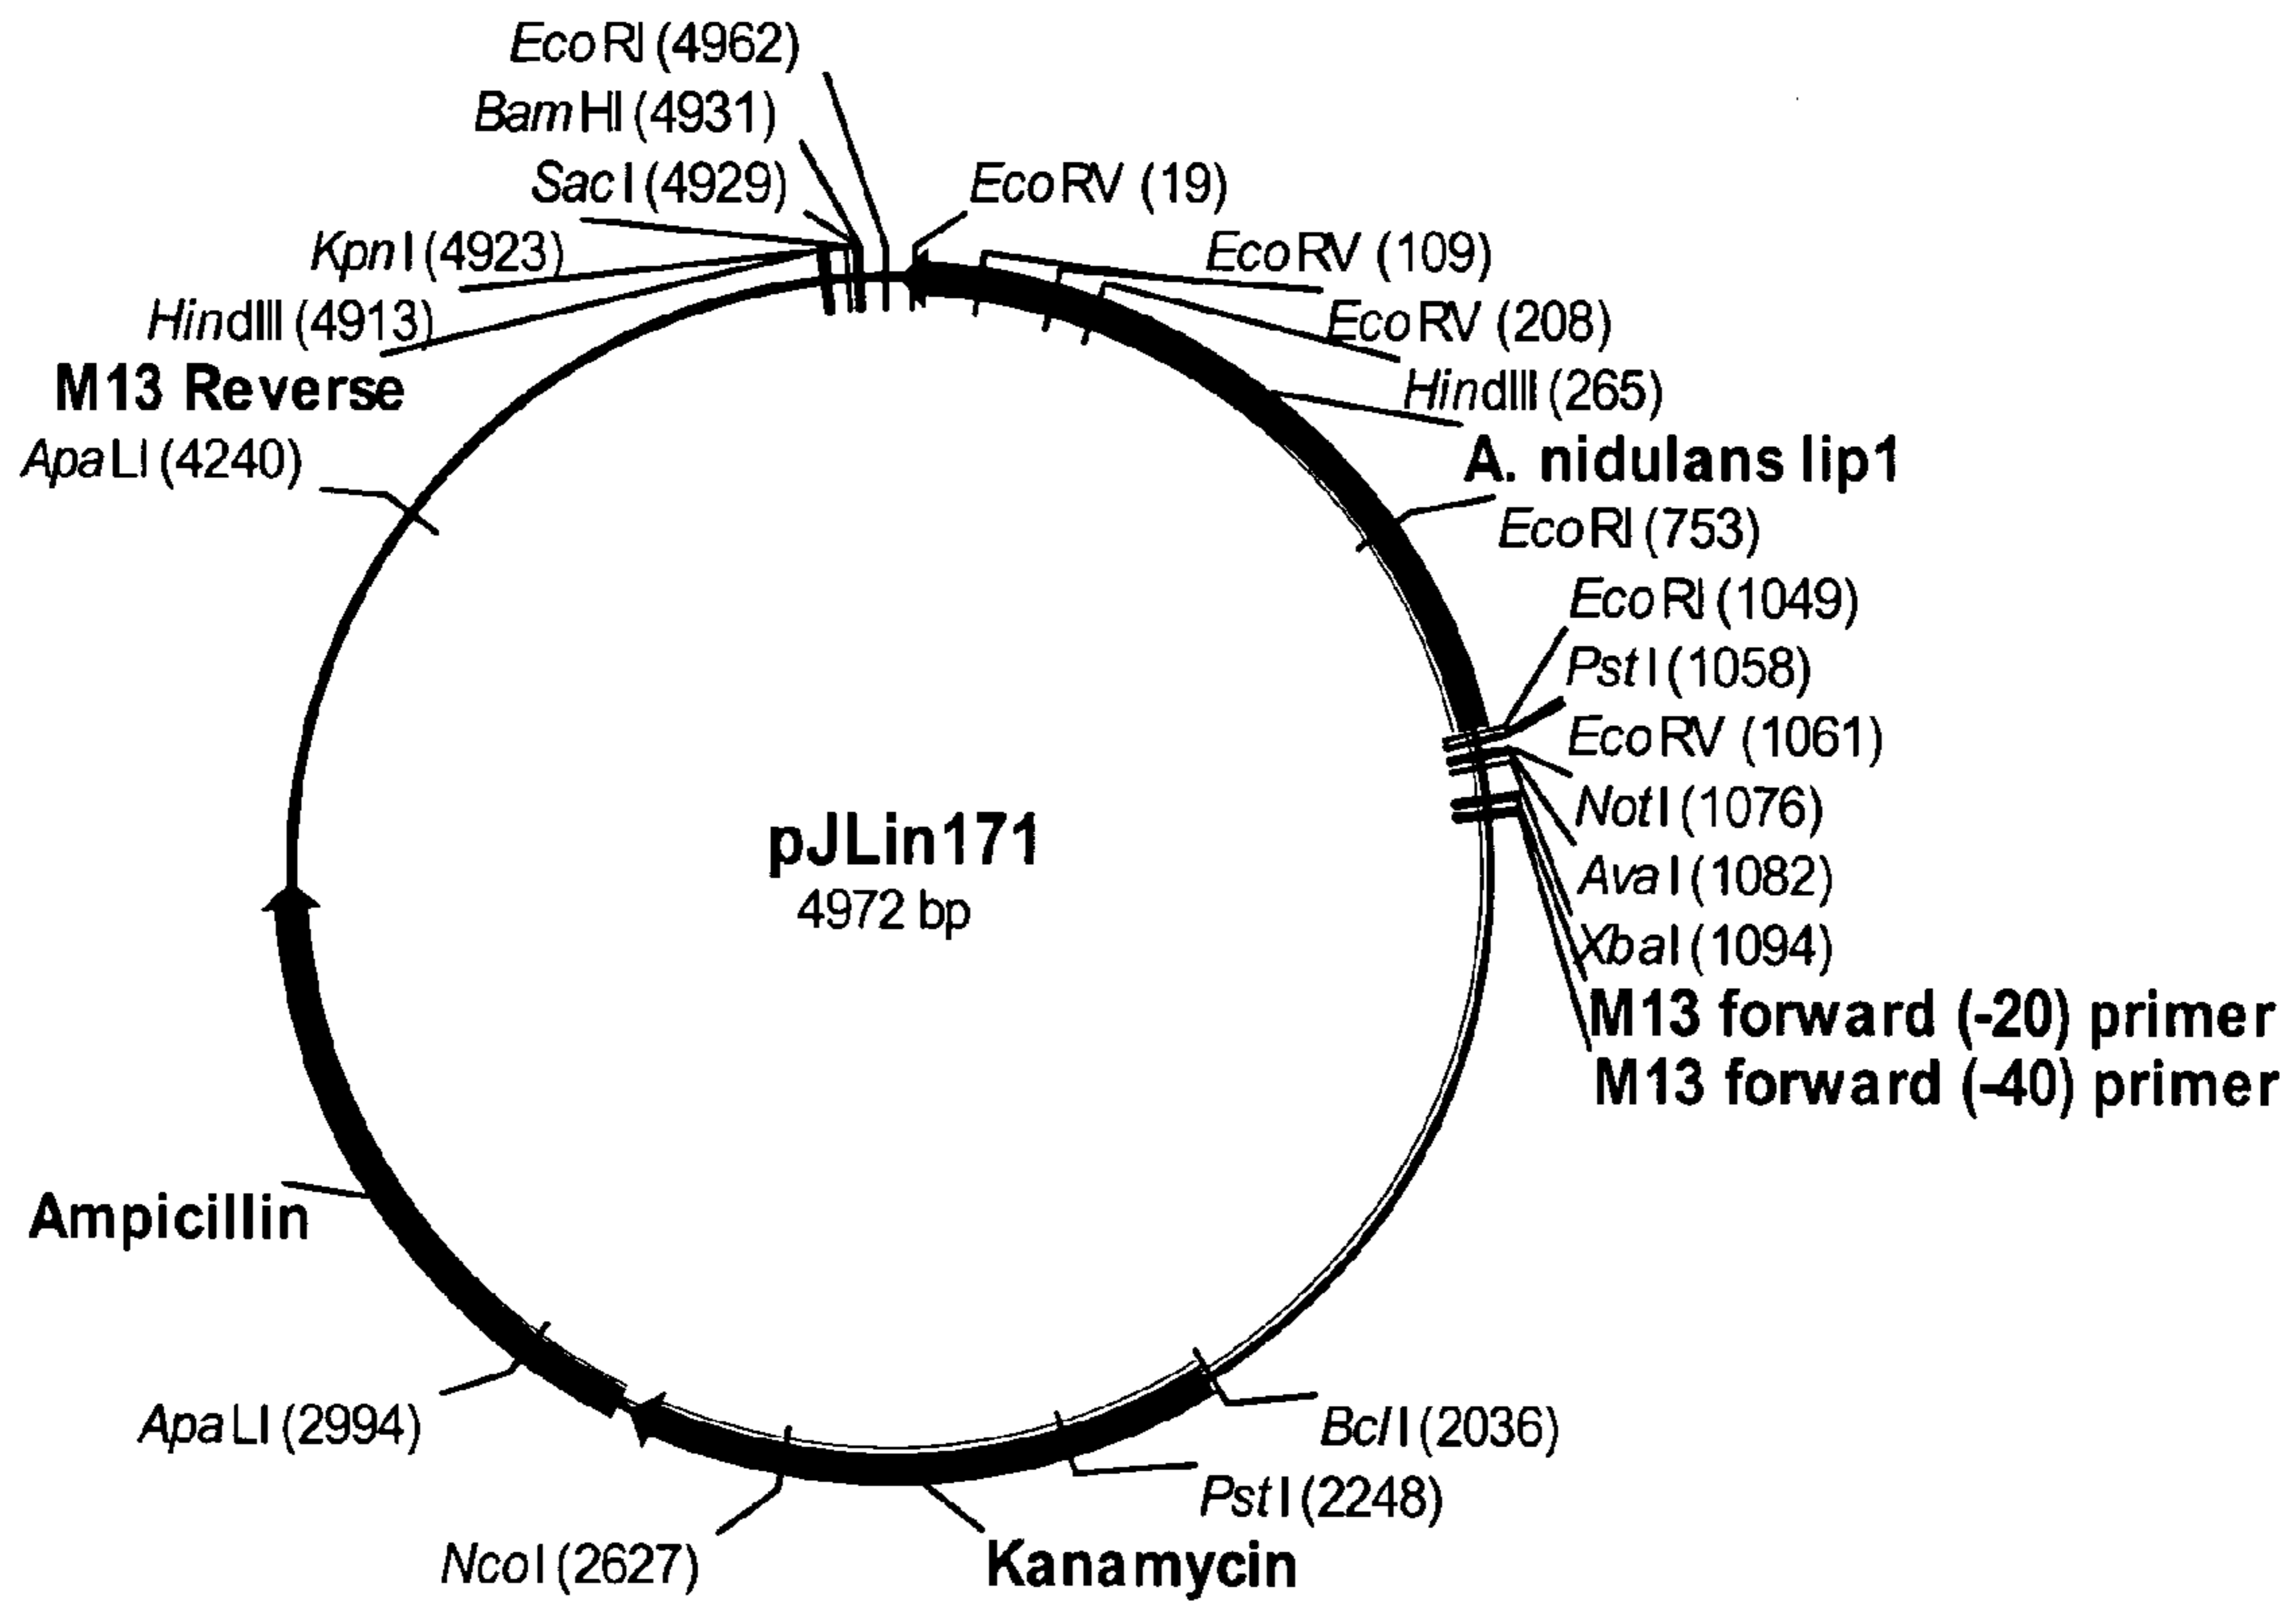 EcoRI (4962)
BamHI (4931)
SacI (4929)
EcoRV (19)
KpnI (4923)
EcoRV (109)
HindIII (4913)
EcoRV (208)
M13 Reverse
HindIII (265)
ApaLI (4240)
A. nidulans lip1
EcoRI (753)
EcoRI (1049)
PstI (1058)
EcoRV (1061)
NotI (1076)
pJLin171
AvaI (1082)
4972 bp
XbaI (1094)
M13 forward (-20) primer
M13 forward (-40) primer
Ampicillin
ApaLI (2994)
BclI (2036)
PstI (2248)
NcoI (2627)
Kanamycin